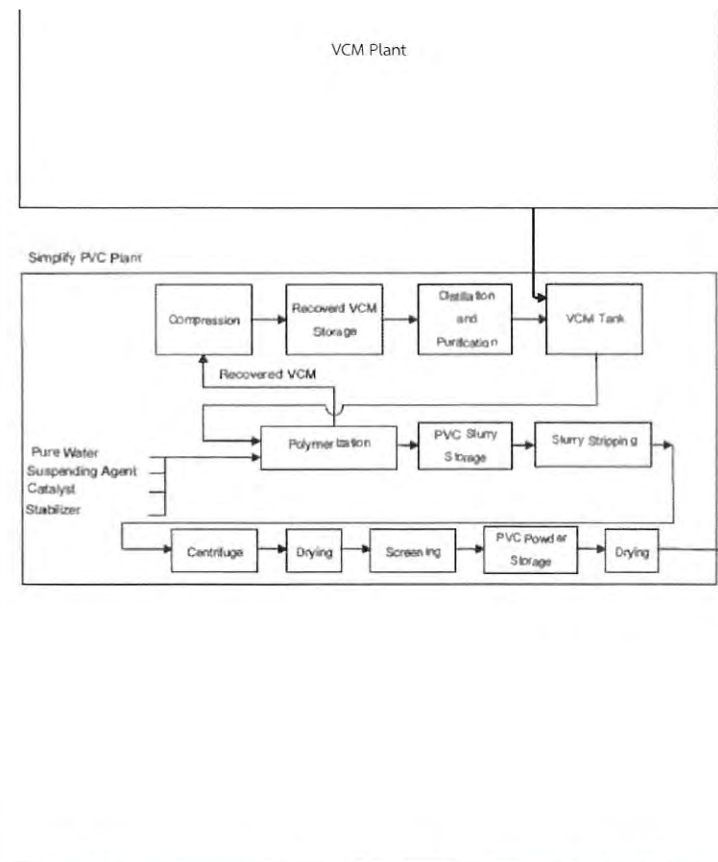 VCM Plant
Simplify PVC Plant
Compression
Recoverd VCM
Storage
Distillation
and
Purification
VCM Tank
Recovered VCM
Polymerization
PVC Slurry
Storage
Slurry Stripping
Pure Water
Suspending Agent
Catalyst
Stabilizer
Centrifuge
Drying
Screening
PVC Powder
Storage
Drying